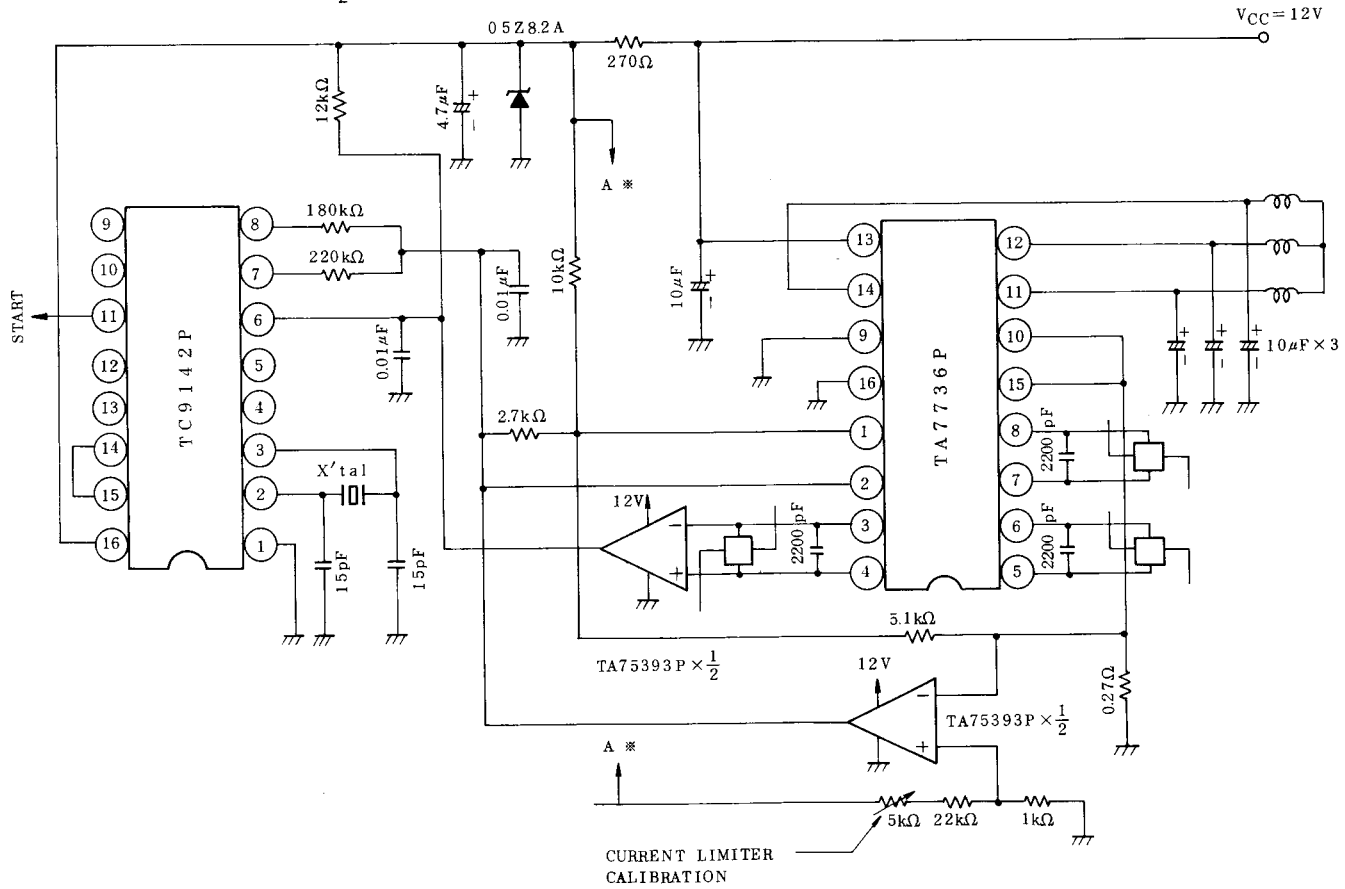 2
05Z8.2A
VCC=12V
270Ω
12kΩ
4.7μF
+
−
A ※
10kΩ
10μF
+
−
9
8
180kΩ
10
7
220kΩ
0.01μF
START
11
6
0.01μF
12
5
13
4
14
3
15
2
X'tal
16
1
TC9142P
15pF
15pF
2.7kΩ
13
12
14
11
9
10
16
15
1
8
2
7
3
6
4
5
TA7736P
+
−
+
−
+
−
10μF×3
2200pF
2200pF
2200pF
12V
−
+
5.1kΩ
TA75393P×1/2
12V
−
+
TA75393P×1/2
0.27Ω
A ※
5kΩ
22kΩ
1kΩ
CURRENT LIMITER
CALIBRATION